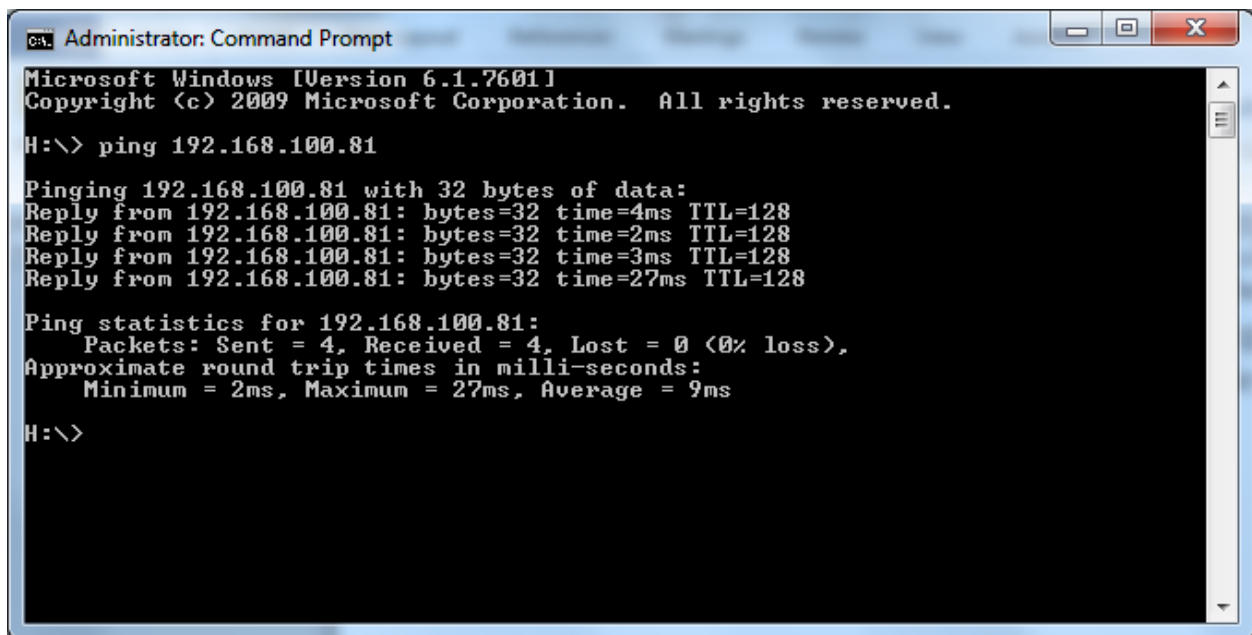 Administrator: Command Prompt
Microsoft Windows [Version 6.1.7601]
Copyright (c) 2009 Microsoft Corporation.  All rights reserved.
H:\> ping 192.168.100.81
Pinging 192.168.100.81 with 32 bytes of data:
Reply from 192.168.100.81: bytes=32 time=4ms TTL=128
Reply from 192.168.100.81: bytes=32 time=2ms TTL=128
Reply from 192.168.100.81: bytes=32 time=3ms TTL=128
Reply from 192.168.100.81: bytes=32 time=27ms TTL=128
Ping statistics for 192.168.100.81:
    Packets: Sent = 4, Received = 4, Lost = 0 (0% loss),
Approximate round trip times in milli-seconds:
    Minimum = 2ms, Maximum = 27ms, Average = 9ms
H:\>